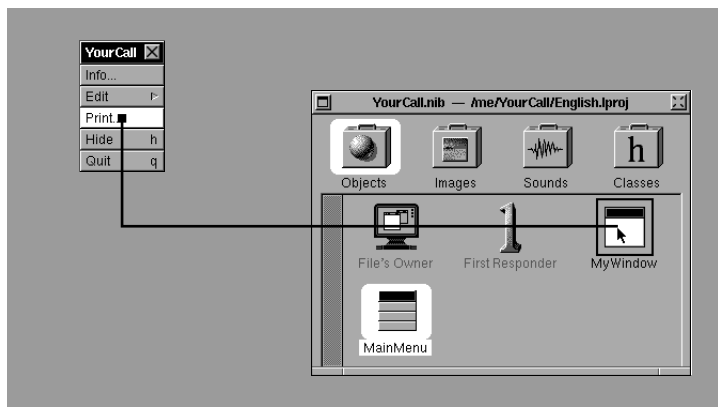 YourCall
Info...
Edit
Print...
Hide h
Quit q
YourCall.nib — /me/YourCall/English.lproj
Objects Images Sounds Classes
File's Owner First Responder MyWindow
MainMenu